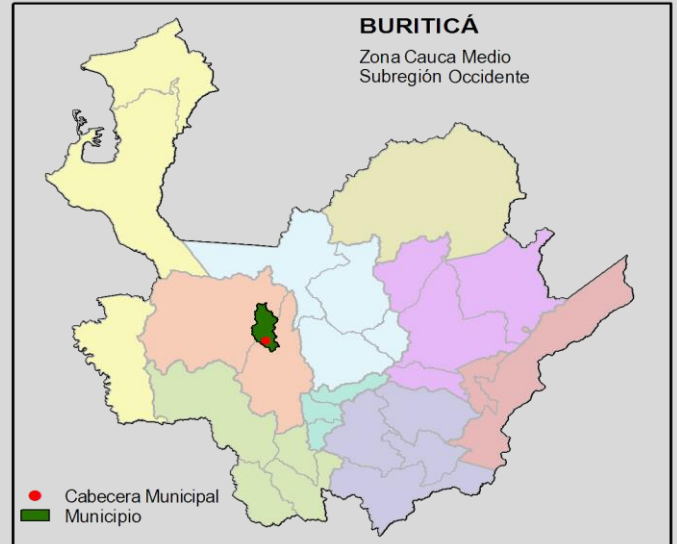 BURITICÁ
Zona Cauca Medio
Subregión Occidente
Cabecera Municipal
Municipio